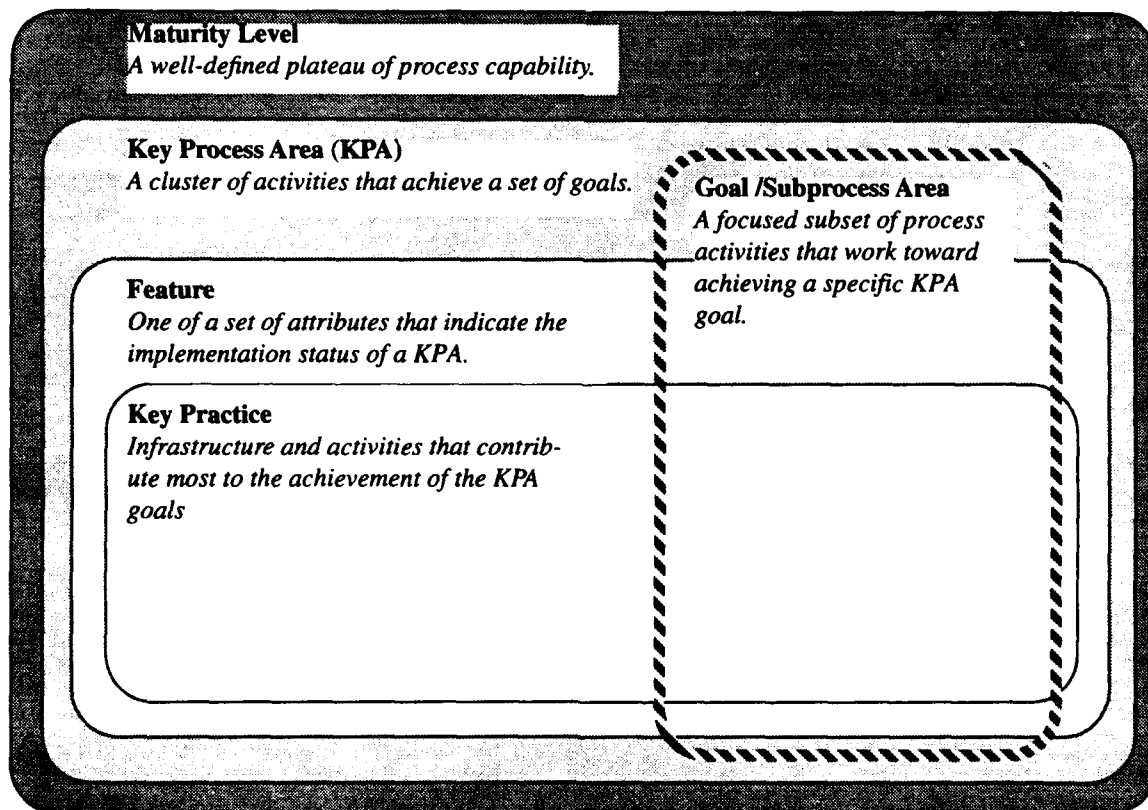 Maturity Level
A well-defined plateau of process capability.
Key Process Area (KPA)
A cluster of activities that achieve a set of goals.
Goal /Subprocess Area
A focused subset of process
activities that work toward
achieving a specific KPA
goal.
Feature
One of a set of attributes that indicate the
implementation status of a KPA.
Key Practice
Infrastructure and activities that contrib-
ute most to the achievement of the KPA
goals